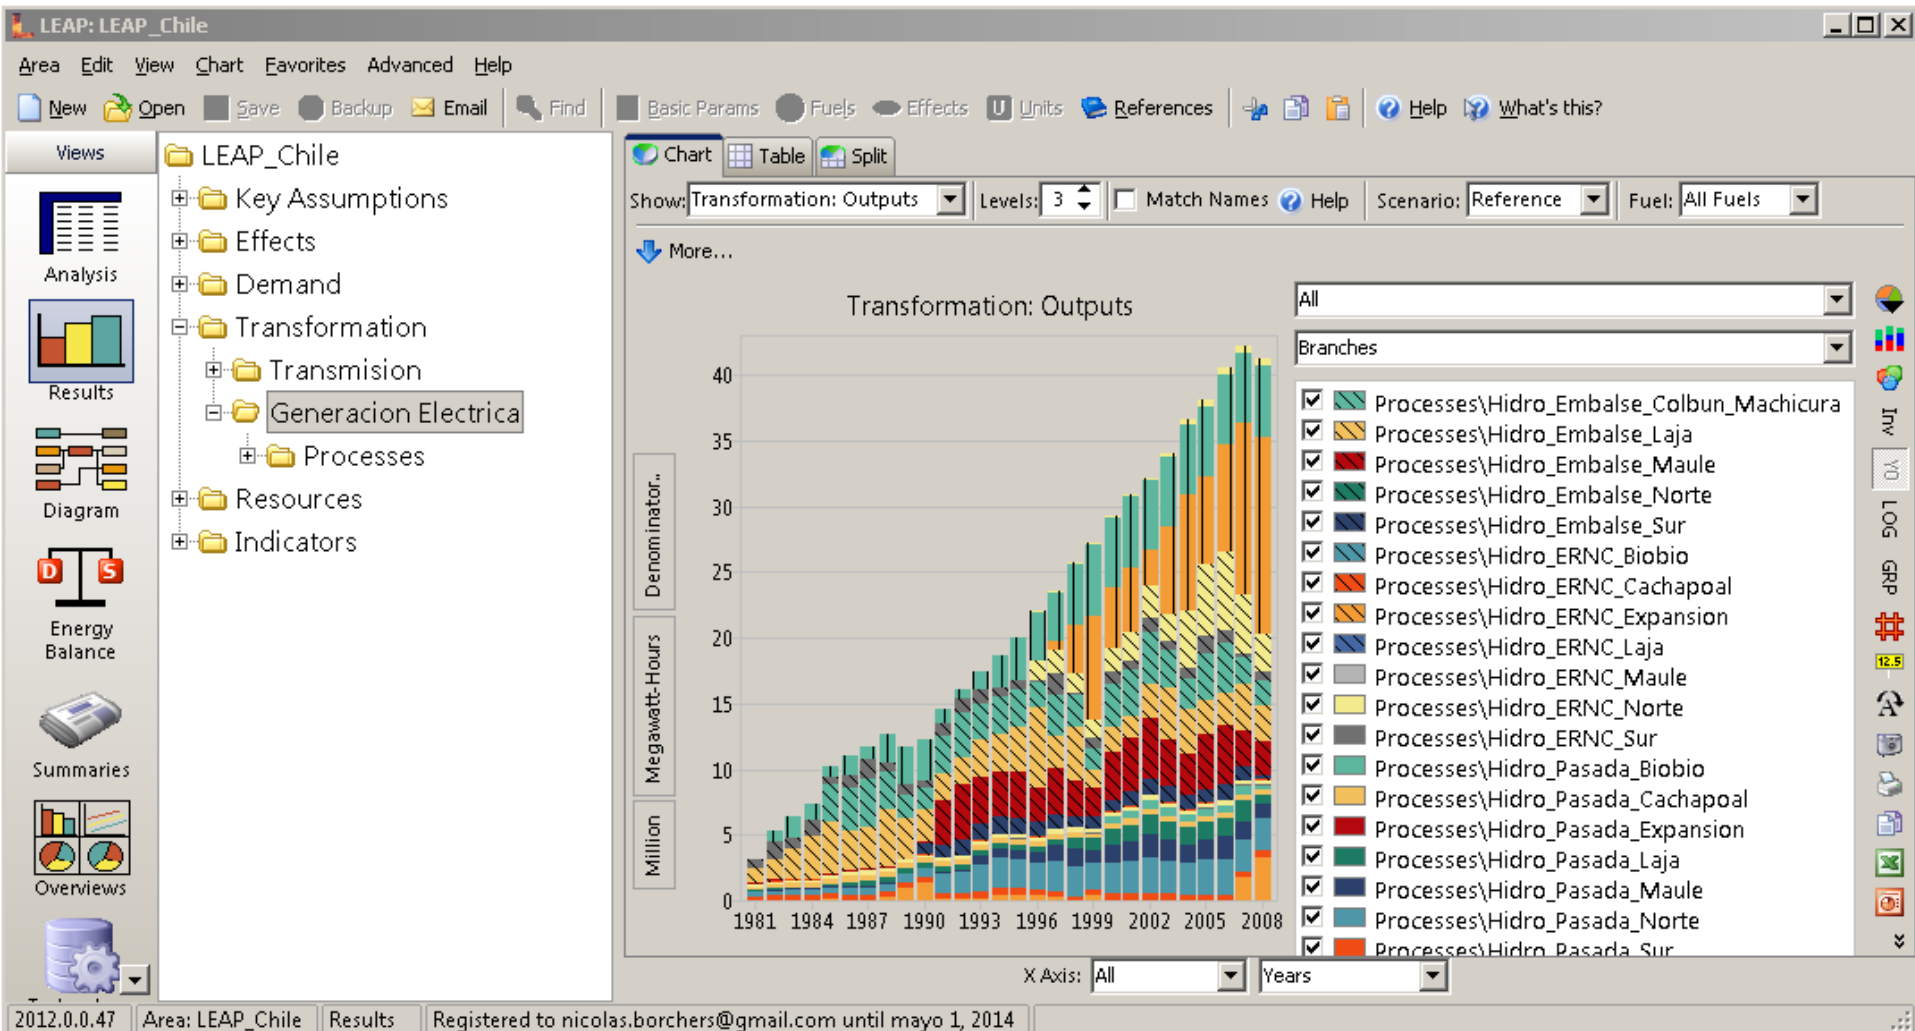 LEAP: LEAP_Chile
Area Edit View Chart Favorites Advanced Help
New Open Save Backup Email Find Basic Params Fuels Effects U Units References Help What's this?
Views
Analysis
Results
Diagram
D S
Energy
Balance
Summaries
Overviews
LEAP_Chile
Key Assumptions
Effects
Demand
Transformation
Transmision
Generacion Electrica
Processes
Resources
Indicators
Chart Table Split
Show: Transformation: Outputs Levels: 3 Match Names Help Scenario: Reference Fuel: All Fuels
More...
Transformation: Outputs
Denominator..
Megawatt-Hours
Million
40
35
30
25
20
15
10
5
0
1981 1984 1987 1990 1993 1996 1999 2002 2005 2008
All
Branches
Processes\Hidro_Embalse_Colbun_Machicura
Processes\Hidro_Embalse_Laja
Processes\Hidro_Embalse_Maule
Processes\Hidro_Embalse_Norte
Processes\Hidro_Embalse_Sur
Processes\Hidro_ERNC_Biobio
Processes\Hidro_ERNC_Cachapoal
Processes\Hidro_ERNC_Expansion
Processes\Hidro_ERNC_Laja
Processes\Hidro_ERNC_Maule
Processes\Hidro_ERNC_Norte
Processes\Hidro_ERNC_Sur
Processes\Hidro_Pasada_Biobio
Processes\Hidro_Pasada_Cachapoal
Processes\Hidro_Pasada_Expansion
Processes\Hidro_Pasada_Laja
Processes\Hidro_Pasada_Maule
Processes\Hidro_Pasada_Norte
Processes\Hidro_Pasada_Sur
Inv
Y0
LOG
GRP
12.5
A
X Axis: All Years
2012.0.0.47 Area: LEAP_Chile Results Registered to nicolas.borchers@gmail.com until mayo 1, 2014